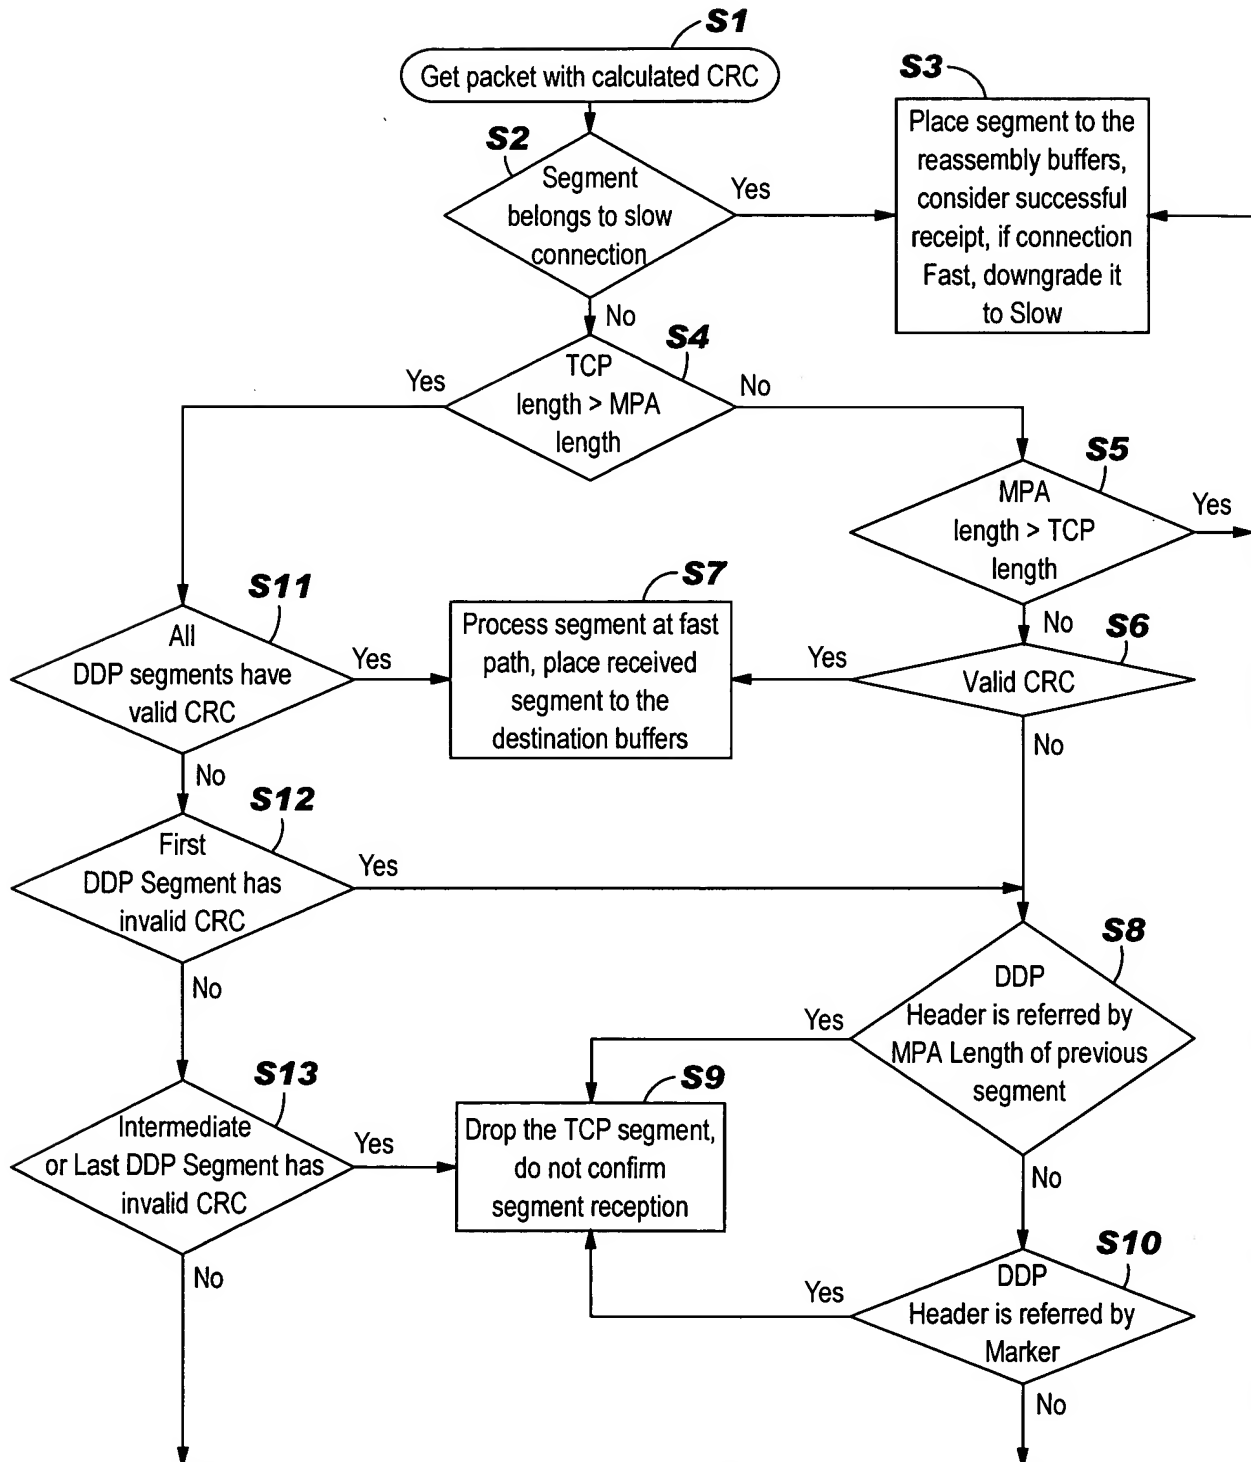 S1
Get packet with calculated CRC
S2
Segment
belongs to slow
connection
Yes
No
S3
Place segment to the
reassembly buffers,
consider successful
receipt, if connection
Fast, downgrade it
to Slow
S4
TCP
length > MPA
length
Yes
No
S5
MPA
length > TCP
length
Yes
No
S6
Valid CRC
Yes
No
S7
Process segment at fast
path, place received
segment to the
destination buffers
S11
All
DDP segments have
valid CRC
Yes
No
S12
First
DDP Segment has
invalid CRC
Yes
No
S8
DDP
Header is referred by
MPA Length of previous
segment
Yes
No
S13
Intermediate
or Last DDP Segment has
invalid CRC
Yes
No
S9
Drop the TCP segment,
do not confirm
segment reception
S10
DDP
Header is referred by
Marker
Yes
No